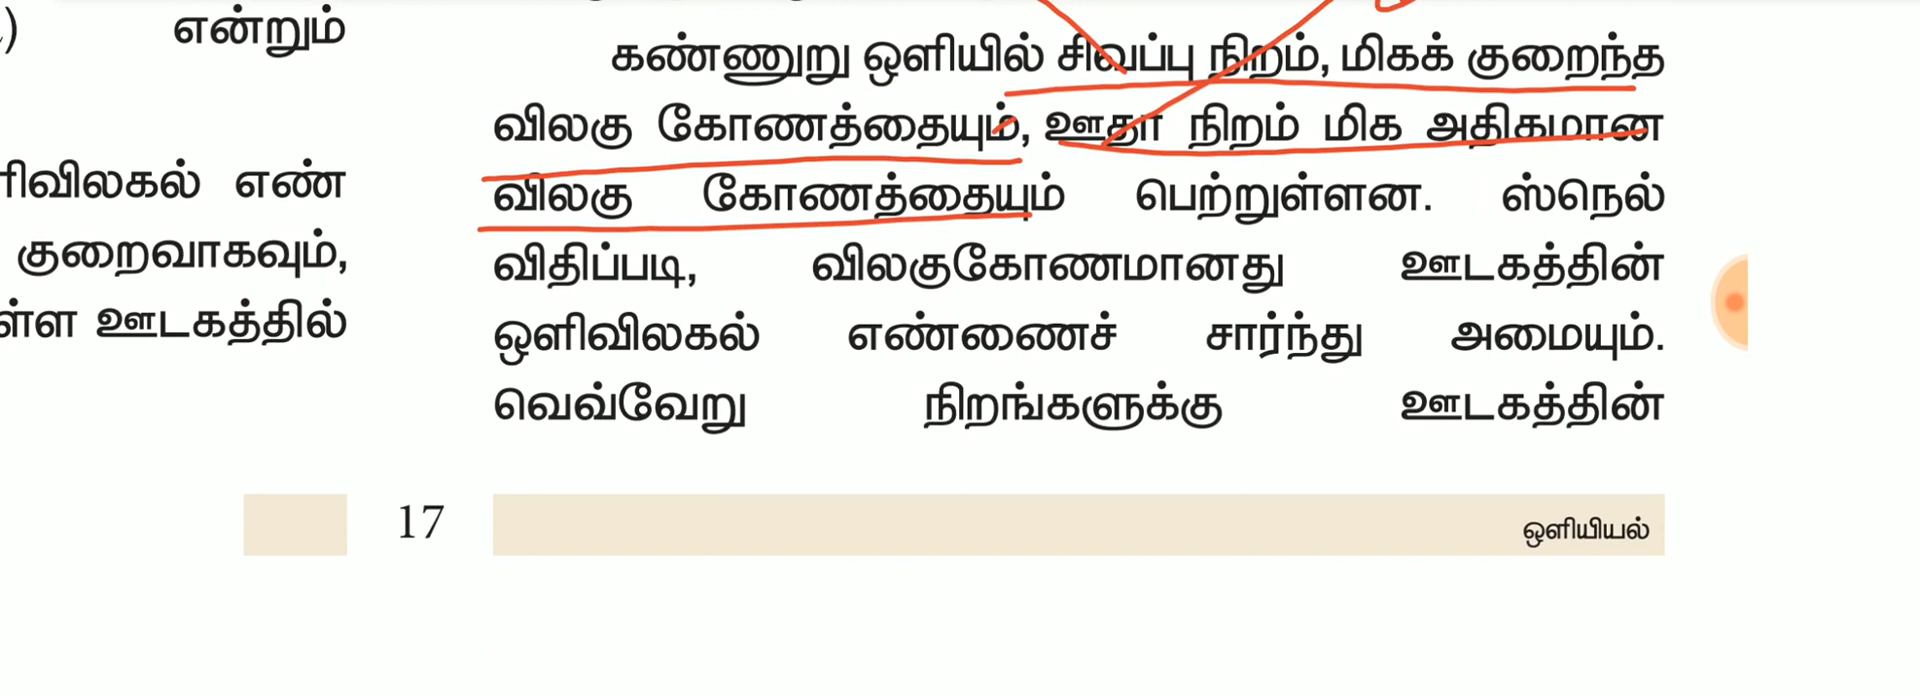 என்றும்
ரிவிலகல் எண்
குறைவாகவும்,
ள்ள ஊடகத்தில்
கண்ணுறு ஒளியில் சிவப்பு நிறம், மிகக் குறைந்த
விலகு கோணத்தையும், ஊதா நிறம் மிக அதிகமான
விலகு கோணத்தையும் பெற்றுள்ளன. ஸ்நெல்
விதிப்படி, விலகுகோணமானது ஊடகத்தின்
ஒளிவிலகல் எண்ணைச் சார்ந்து அமையும்.
வெவ்வேறு நிறங்களுக்கு ஊடகத்தின்
17
ஒளியியல்